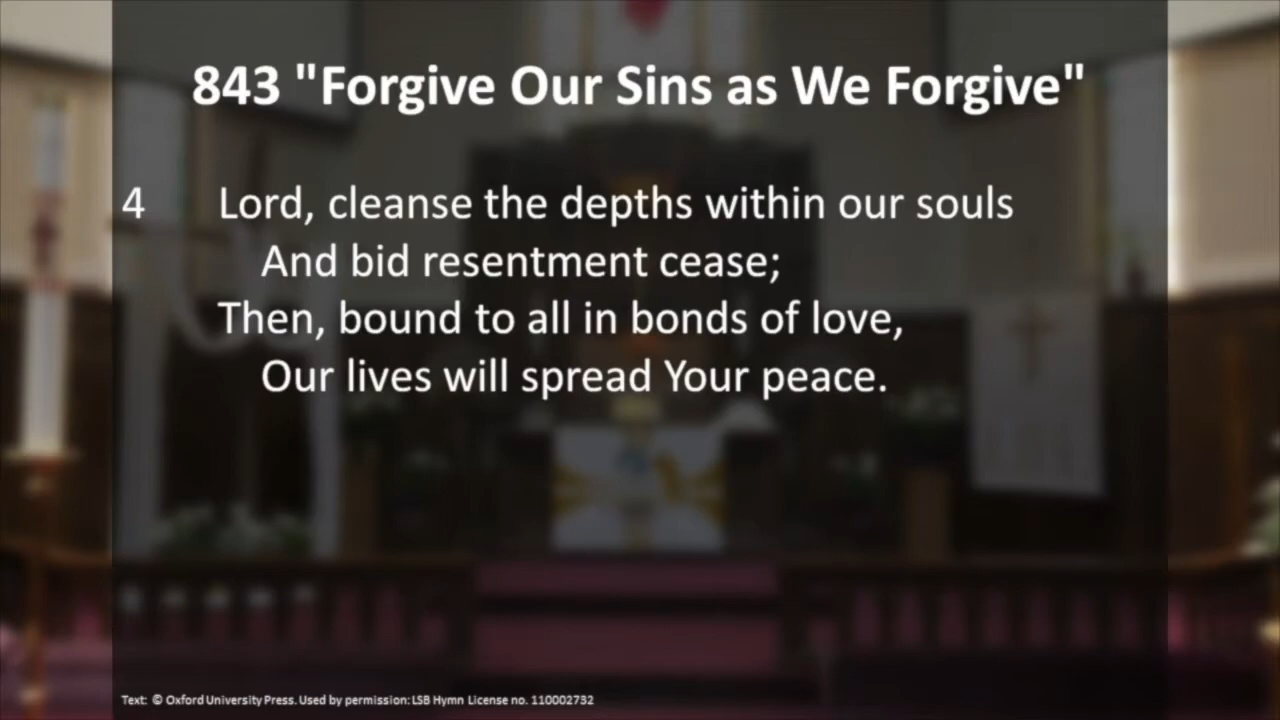 843 "Forgive Our Sins as We Forgive"
4 Lord, cleanse the depths within our souls
And bid resentment cease;
Then, bound to all in bonds of love,
Our lives will spread Your peace.
Text: © Oxford University Press. Used by permission: LSB Hymn License no. 110002732